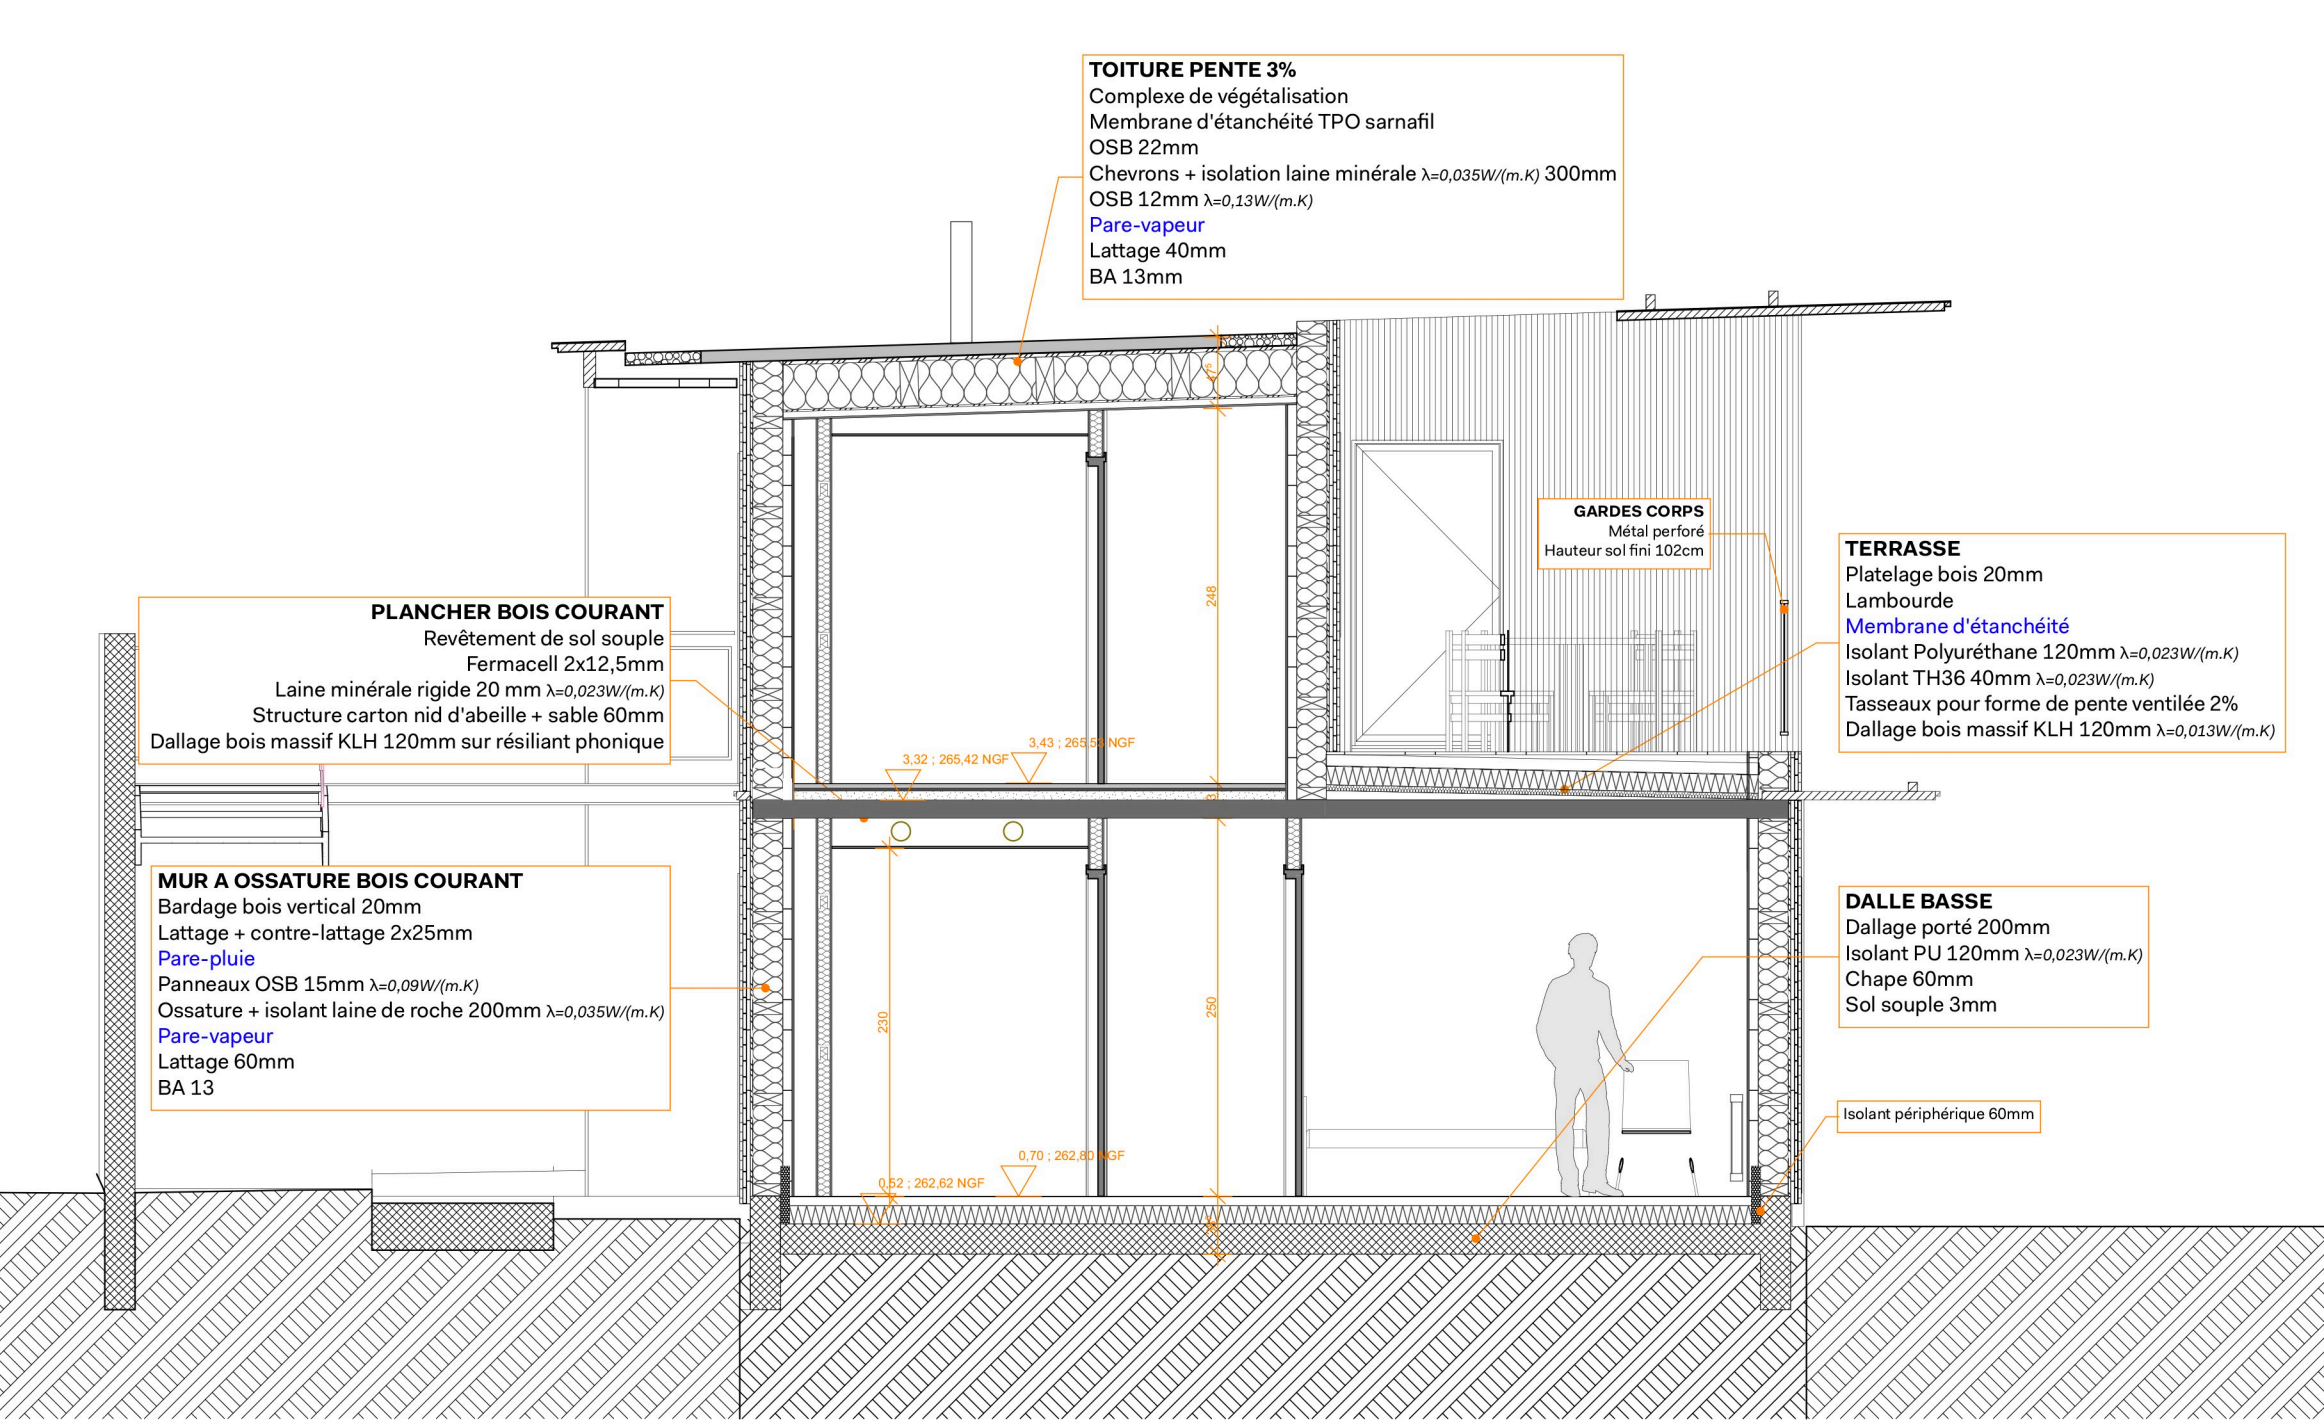 TOITURE PENTE 3%
Complexe de végétalisation
Membrane d'étanchéité TPO sarnafil
OSB 22mm
Chevrons + isolation laine minérale λ=0,035W/(m.K) 300mm
OSB 12mm λ=0,13W/(m.K)
Pare-vapeur
Lattage 40mm
BA 13mm
GARDES CORPS
Métal perforé
Hauteur sol fini 102cm
TERRASSE
Platelage bois 20mm
Lambourde
Membrane d'étanchéité
Isolant Polyuréthane 120mm λ=0,023W/(m.K)
Isolant TH36 40mm λ=0,023W/(m.K)
Tasseaux pour forme de pente ventilée 2%
Dallage bois massif KLH 120mm λ=0,013W/(m.K)
PLANCHER BOIS COURANT
Revêtement de sol souple
Fermacell 2x12,5mm
Laine minérale rigide 20 mm λ=0,023W/(m.K)
Structure carton nid d'abeille + sable 60mm
Dallage bois massif KLH 120mm sur résiliant phonique
248
3,43 ; 265,53 NGF
3,32 ; 265,42 NGF
MUR A OSSATURE BOIS COURANT
Bardage bois vertical 20mm
Lattage + contre-lattage 2x25mm
Pare-pluie
Panneaux OSB 15mm λ=0,09W/(m.K)
Ossature + isolant laine de roche 200mm λ=0,035W/(m.K)
Pare-vapeur
Lattage 60mm
BA 13
230
250
DALLE BASSE
Dallage porté 200mm
Isolant PU 120mm λ=0,023W/(m.K)
Chape 60mm
Sol souple 3mm
Isolant périphérique 60mm
0,70 ; 262,80 NGF
0,52 ; 262,62 NGF